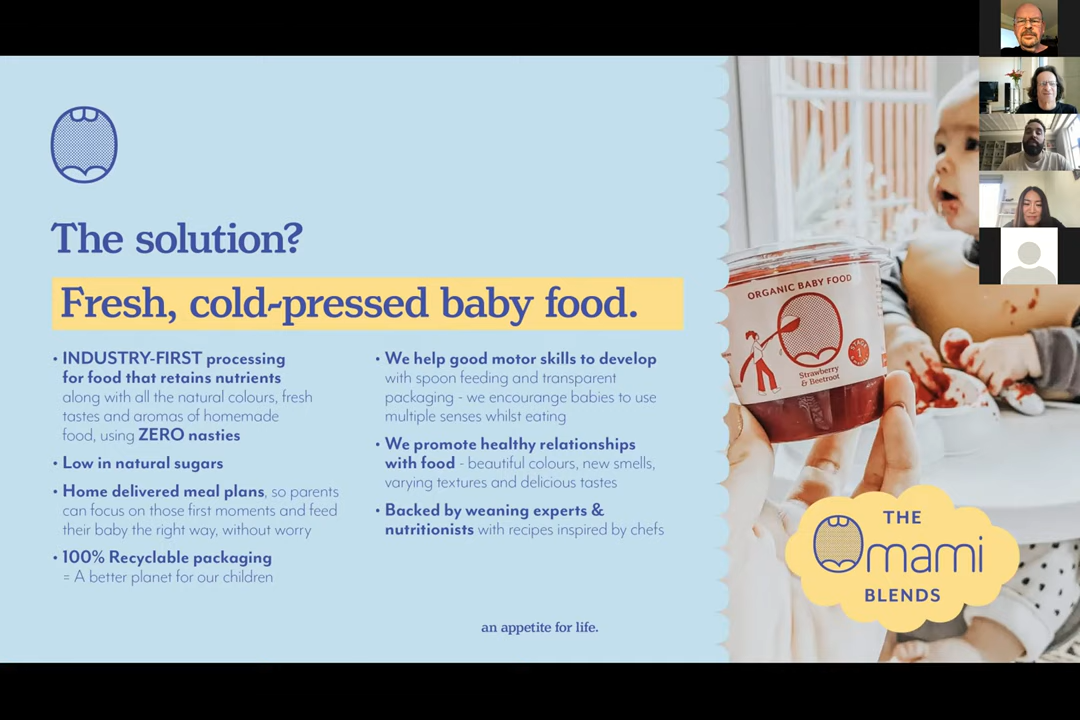 The solution?
Fresh, cold-pressed baby food.
• INDUSTRY-FIRST processing
for food that retains nutrients
along with all the natural colours, fresh
tastes and aromas of homemade
food, using ZERO nasties
• Low in natural sugars
• Home delivered meal plans, so parents
can focus on those first moments and feed
their baby the right way, without worry
• 100% Recyclable packaging
= A better planet for our children
• We help good motor skills to develop
with spoon feeding and transparent
packaging - we encourage babies to use
multiple senses whilst eating
• We promote healthy relationships
with food - beautiful colours, new smells,
varying textures and delicious tastes
• Backed by weaning experts &
nutritionists with recipes inspired by chefs
an appetite for life.
ORGANIC BABY FOOD
Strawberry
& Beetroot
THE
Omami
BLENDS